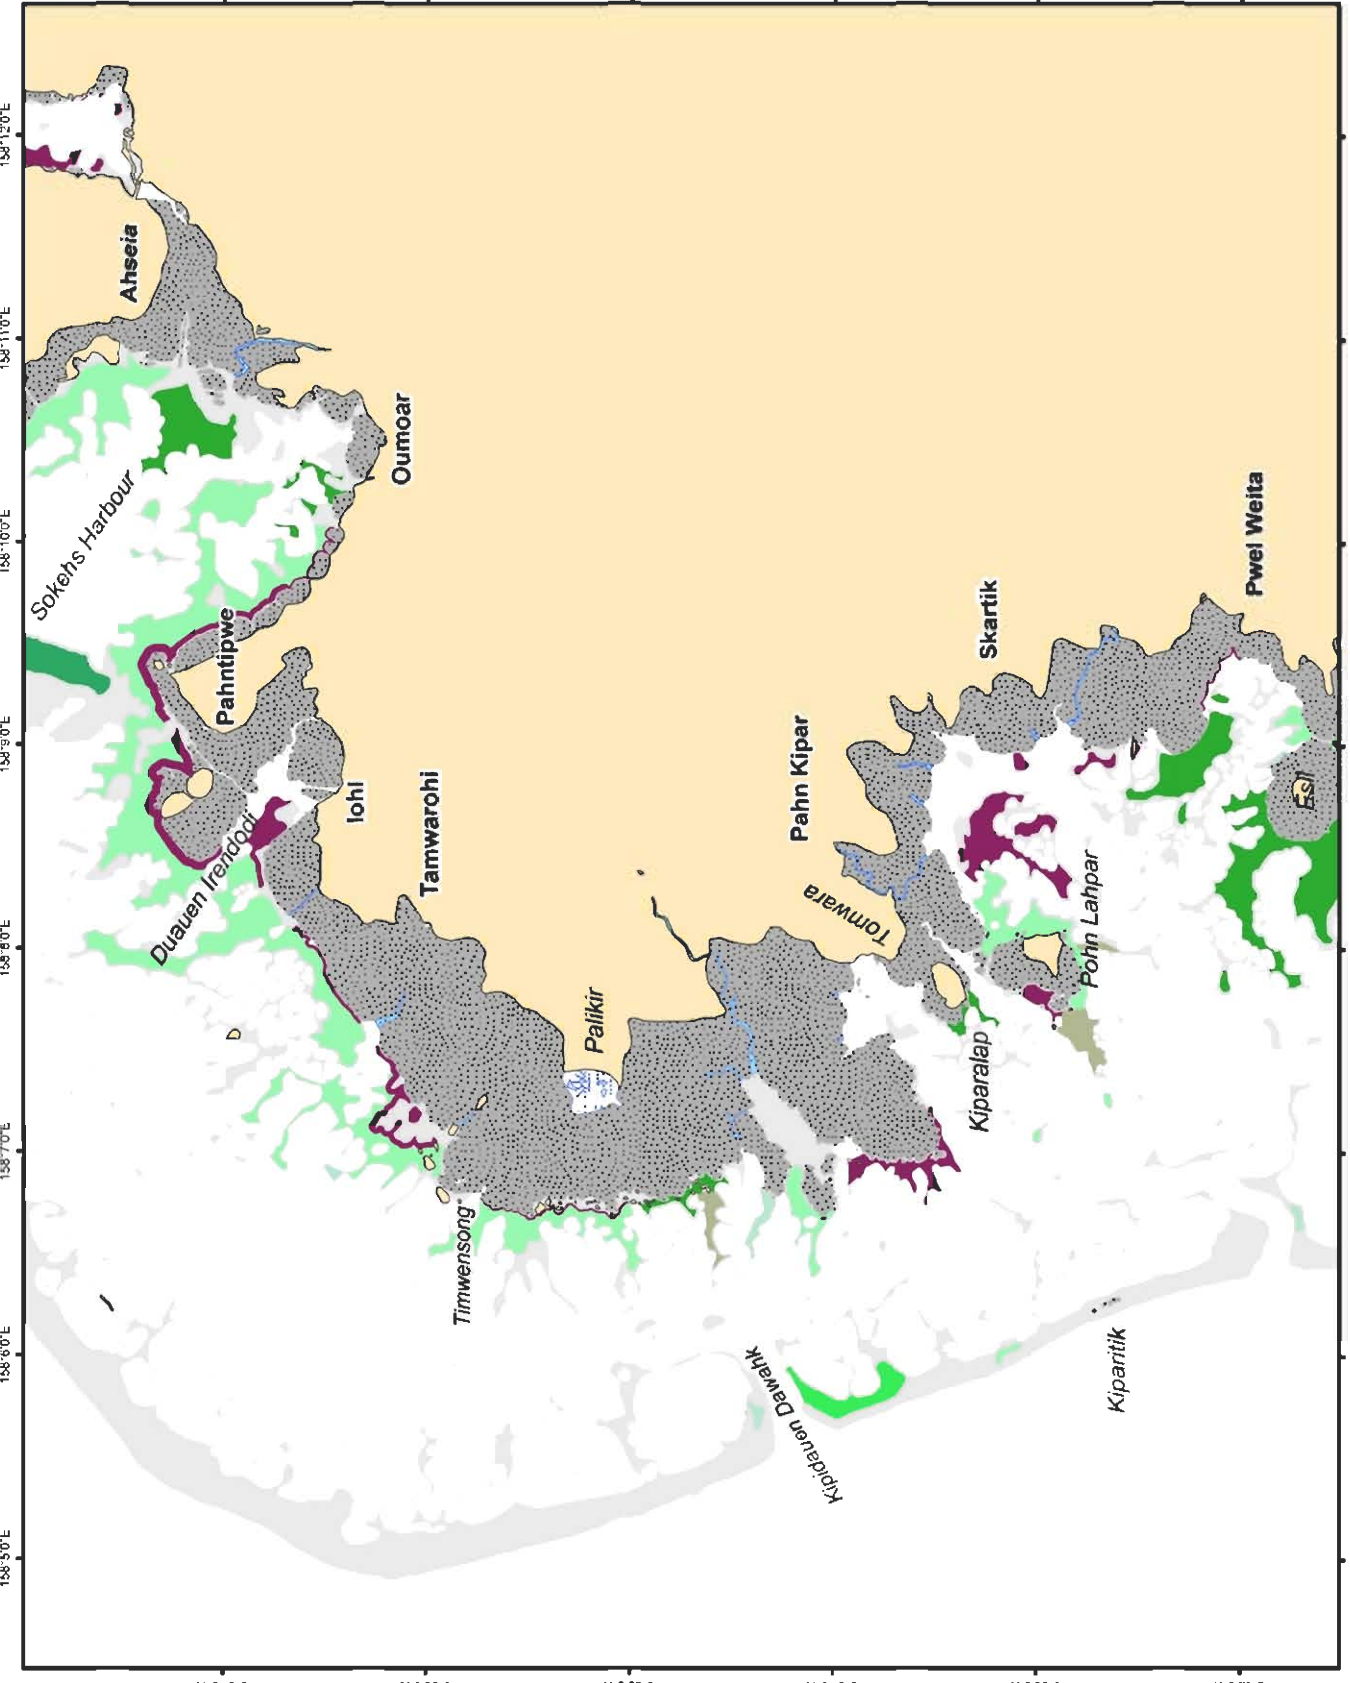 158°12'0"E
Ahseia
158°11'0"E
Oumoar
Sokehs Harbour
158°10'0"E
Pwel Weita
Skartik
Pahntipwe
158°9'0"E
Pahn Kipar
Iohl
Esll
Tamwarohi
Duauen Irendodi
Tomwara
Pohn Lahpar
158°8'0"E
Palikir
Kiparalap
158°7'0"E
Timwensong
158°6'0"E
Kiparitik
Kipidauen Dawahk
158°5'0"E